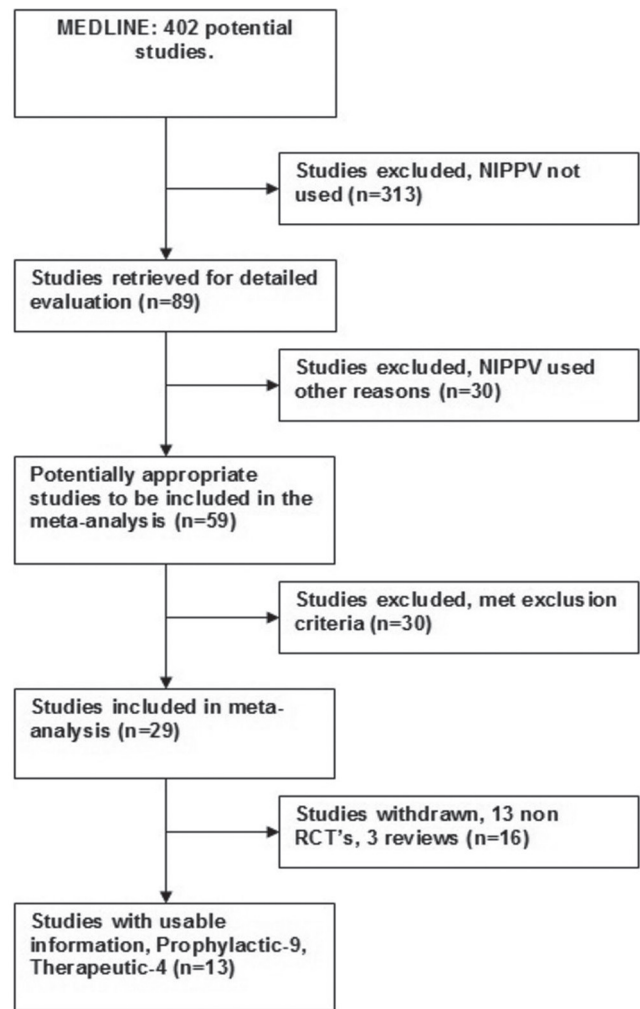 MEDLINE: 402 potential
studies.
Studies excluded, NIPPV not
used (n=313)
Studies retrieved for detailed
evaluation (n=89)
Studies excluded, NIPPV used
other reasons (n=30)
Potentially appropriate
studies to be included in the
meta-analysis (n=59)
Studies excluded, met exclusion
criteria (n=30)
Studies included in meta-
analysis (n=29)
Studies withdrawn, 13 non
RCT's, 3 reviews (n=16)
Studies with usable
information, Prophylactic-9,
Therapeutic-4 (n=13)